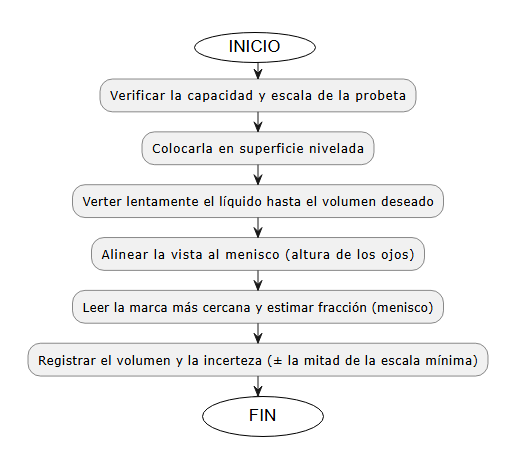 INICIO
Verificar la capacidad y escala de la probeta
Colocarla en superficie nivelada
Verter lentamente el líquido hasta el volumen deseado
Alinear la vista al menisco (altura de los ojos)
Leer la marca más cercana y estimar fracción (menisco)
Registrar el volumen y la incerteza (± la mitad de la escala mínima)
FIN